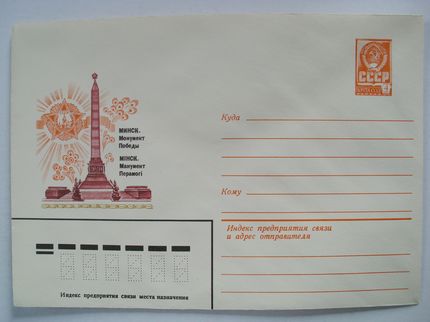 СССР
4
МИНСК.
Монумент
Победы
МІНСК.
Манумент
Перамогі
Куда
Кому
Индекс предприятия связи
и адрес отправителя
Индекс предприятия связи места назначения